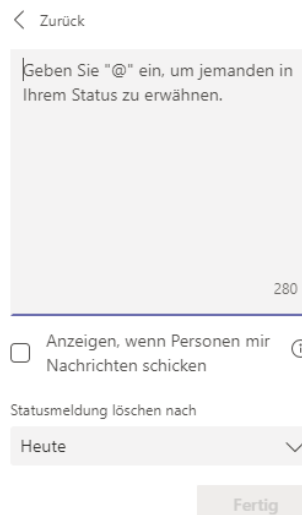 Zurück
Geben Sie "@" ein, um jemanden in
Ihrem Status zu erwähnen.
280
Anzeigen, wenn Personen mir
Nachrichten schicken
Statusmeldung löschen nach
Heute
Fertig